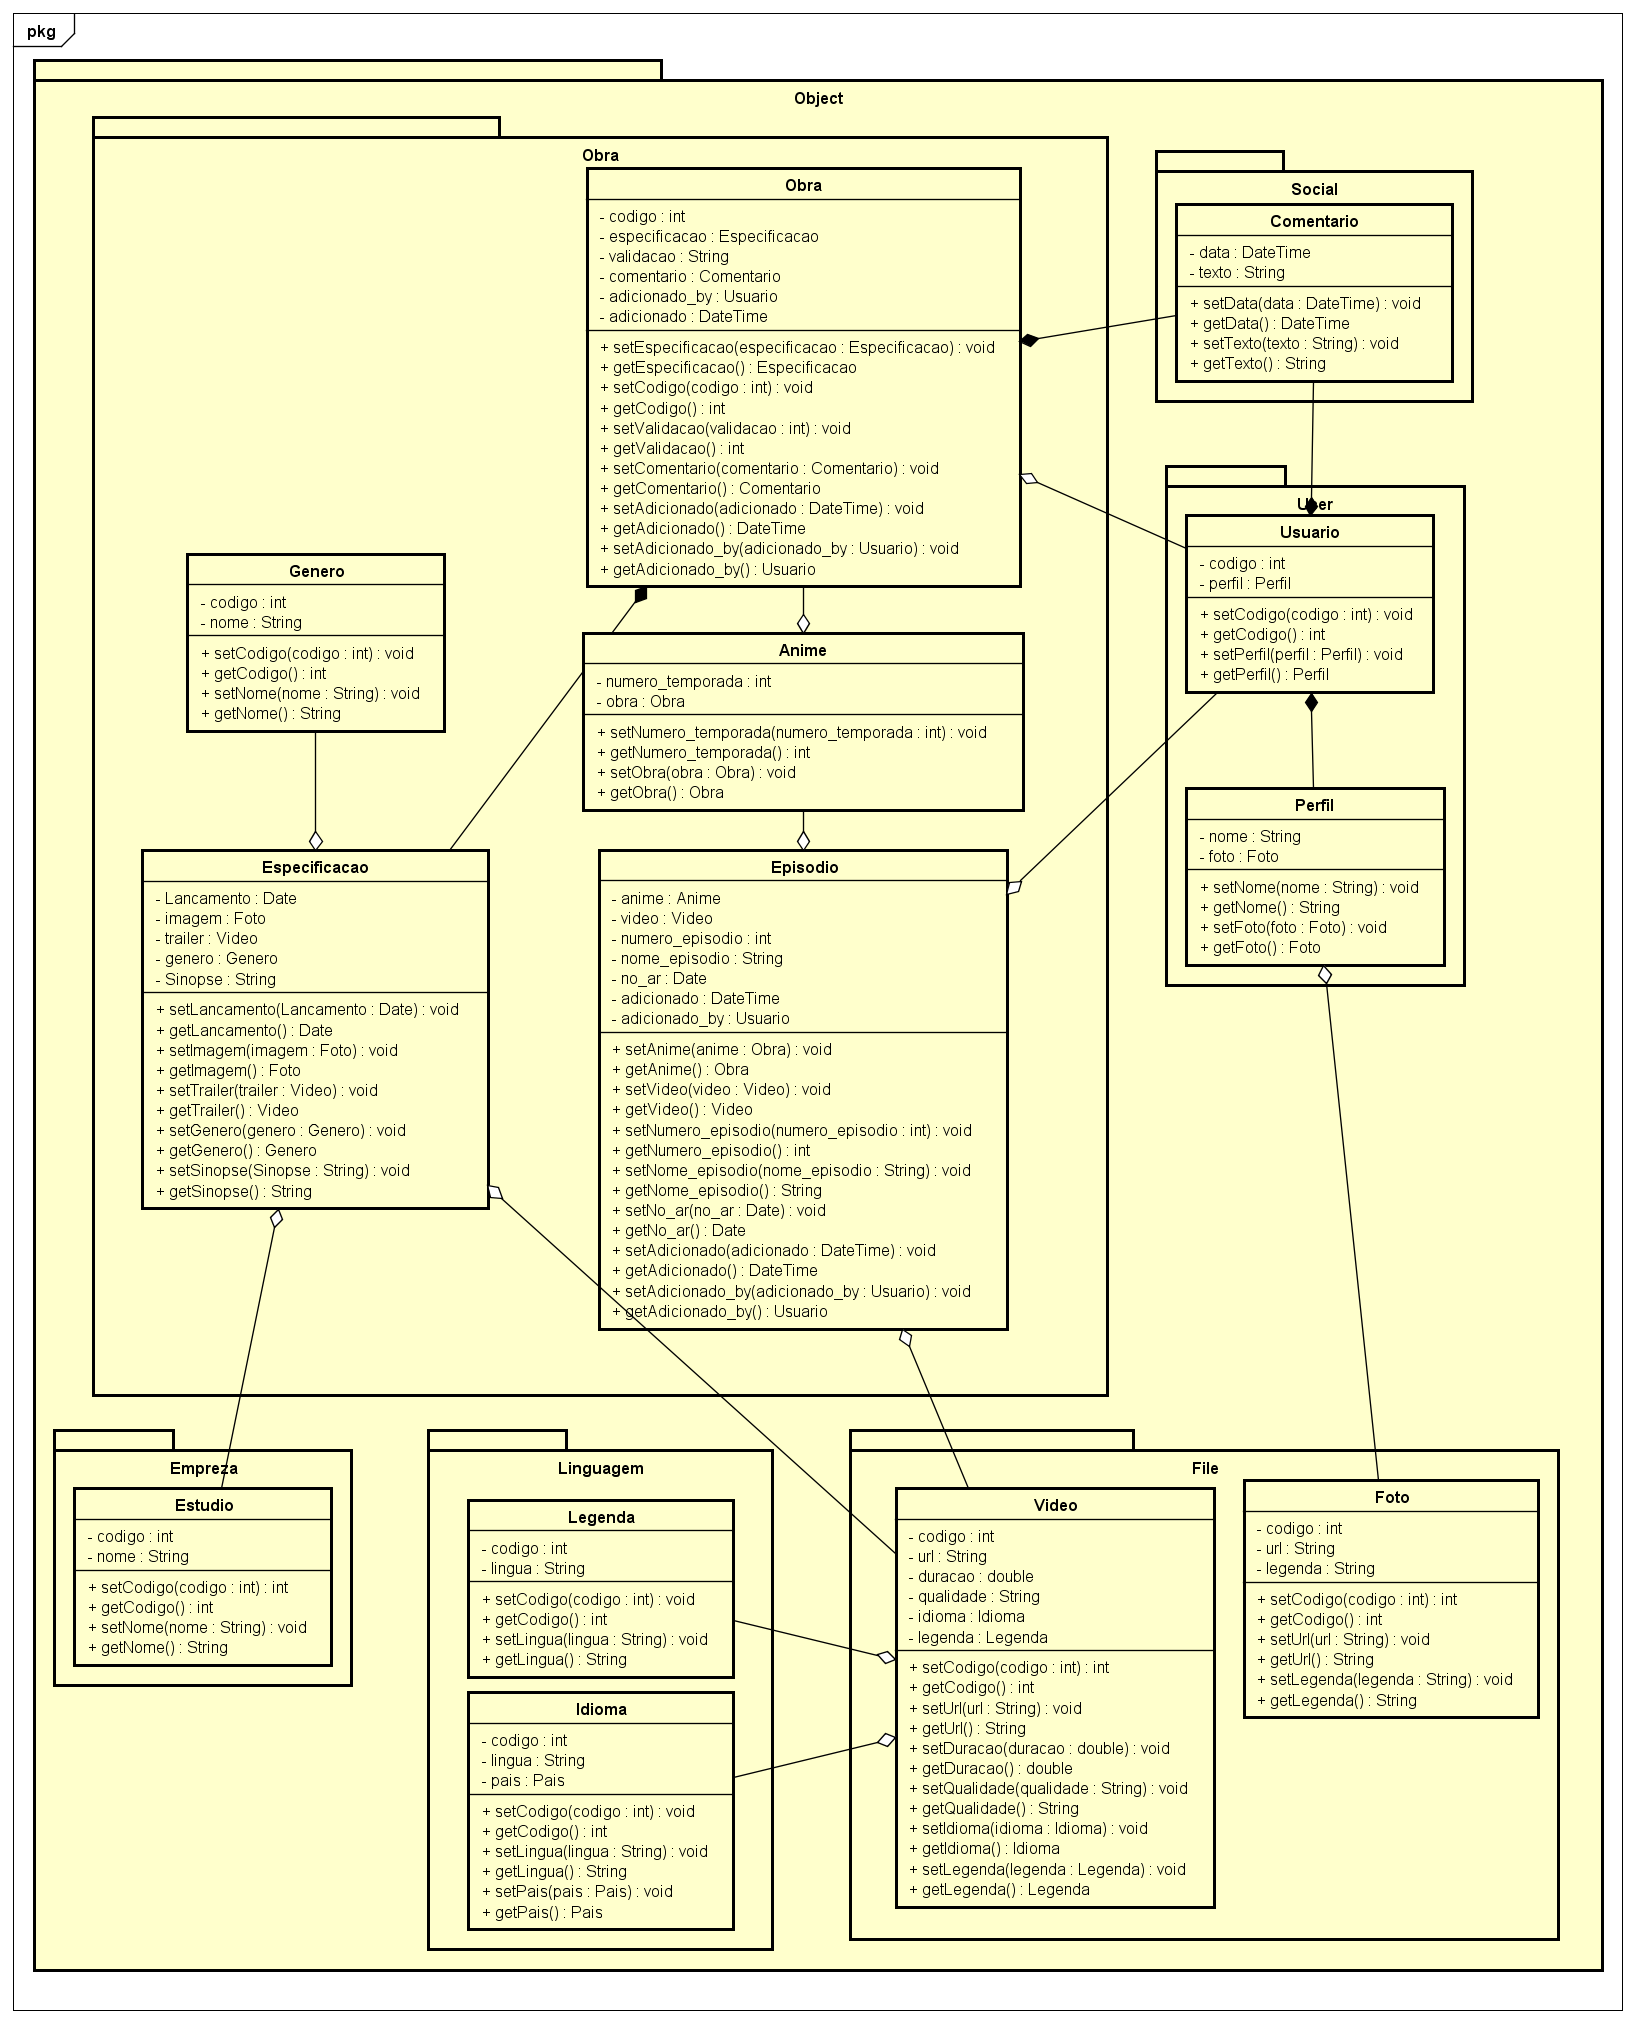 pkg
Object
Obra
Obra
- codigo : int
- especificacao : Especificacao
- validacao : String
- comentario : Comentario
- adicionado_by : Usuario
- adicionado : DateTime
+ setEspecificacao(especificacao : Especificacao) : void
+ getEspecificacao() : Especificacao
+ setCodigo(codigo : int) : void
+ getCodigo() : int
+ setValidacao(validacao : int) : void
+ getValidacao() : int
+ setComentario(comentario : Comentario) : void
+ getComentario() : Comentario
+ setAdicionado(adicionado : DateTime) : void
+ getAdicionado() : DateTime
+ setAdicionado_by(adicionado_by : Usuario) : void
+ getAdicionado_by() : Usuario
Social
Comentario
- data : DateTime
- texto : String
+ setData(data : DateTime) : void
+ getData() : DateTime
+ setTexto(texto : String) : void
+ getTexto() : String
User
Usuario
- codigo : int
- perfil : Perfil
+ setCodigo(codigo : int) : void
+ getCodigo() : int
+ setPerfil(perfil : Perfil) : void
+ getPerfil() : Perfil
Genero
- codigo : int
- nome : String
+ setCodigo(codigo : int) : void
+ getCodigo() : int
+ setNome(nome : String) : void
+ getNome() : String
Anime
- numero_temporada : int
- obra : Obra
+ setNumero_temporada(numero_temporada : int) : void
+ getNumero_temporada() : int
+ setObra(obra : Obra) : void
+ getObra() : Obra
Perfil
- nome : String
- foto : Foto
+ setNome(nome : String) : void
+ getNome() : String
+ setFoto(foto : Foto) : void
+ getFoto() : Foto
Especificacao
- Lancamento : Date
- imagem : Foto
- trailer : Video
- genero : Genero
- Sinopse : String
+ setLancamento(Lancamento : Date) : void
+ getLancamento() : Date
+ setImagem(imagem : Foto) : void
+ getImagem() : Foto
+ setTrailer(trailer : Video) : void
+ getTrailer() : Video
+ setGenero(genero : Genero) : void
+ getGenero() : Genero
+ setSinopse(Sinopse : String) : void
+ getSinopse() : String
Episodio
- anime : Anime
- video : Video
- numero_episodio : int
- nome_episodio : String
- no_ar : Date
- adicionado : DateTime
- adicionado_by : Usuario
+ setAnime(anime : Obra) : void
+ getAnime() : Obra
+ setVideo(video : Video) : void
+ getVideo() : Video
+ setNumero_episodio(numero_episodio : int) : void
+ getNumero_episodio() : int
+ setNome_episodio(nome_episodio : String) : void
+ getNome_episodio() : String
+ setNo_ar(no_ar : Date) : void
+ getNo_ar() : Date
+ setAdicionado(adicionado : DateTime) : void
+ getAdicionado() : DateTime
+ setAdicionado_by(adicionado_by : Usuario) : void
+ getAdicionado_by() : Usuario
Empreza
Estudio
- codigo : int
- nome : String
+ setCodigo(codigo : int) : int
+ getCodigo() : int
+ setNome(nome : String) : void
+ getNome() : String
Linguagem
Legenda
- codigo : int
- lingua : String
+ setCodigo(codigo : int) : void
+ getCodigo() : int
+ setLingua(lingua : String) : void
+ getLingua() : String
Idioma
- codigo : int
- lingua : String
- pais : Pais
+ setCodigo(codigo : int) : void
+ getCodigo() : int
+ setLingua(lingua : String) : void
+ getLingua() : String
+ setPais(pais : Pais) : void
+ getPais() : Pais
File
Video
- codigo : int
- url : String
- duracao : double
- qualidade : String
- idioma : Idioma
- legenda : Legenda
+ setCodigo(codigo : int) : int
+ getCodigo() : int
+ setUrl(url : String) : void
+ getUrl() : String
+ setDuracao(duracao : double) : void
+ getDuracao() : double
+ setQualidade(qualidade : String) : void
+ getQualidade() : String
+ setIdioma(idioma : Idioma) : void
+ getIdioma() : Idioma
+ setLegenda(legenda : Legenda) : void
+ getLegenda() : Legenda
Foto
- codigo : int
- url : String
- legenda : String
+ setCodigo(codigo : int) : int
+ getCodigo() : int
+ setUrl(url : String) : void
+ getUrl() : String
+ setLegenda(legenda : String) : void
+ getLegenda() : String